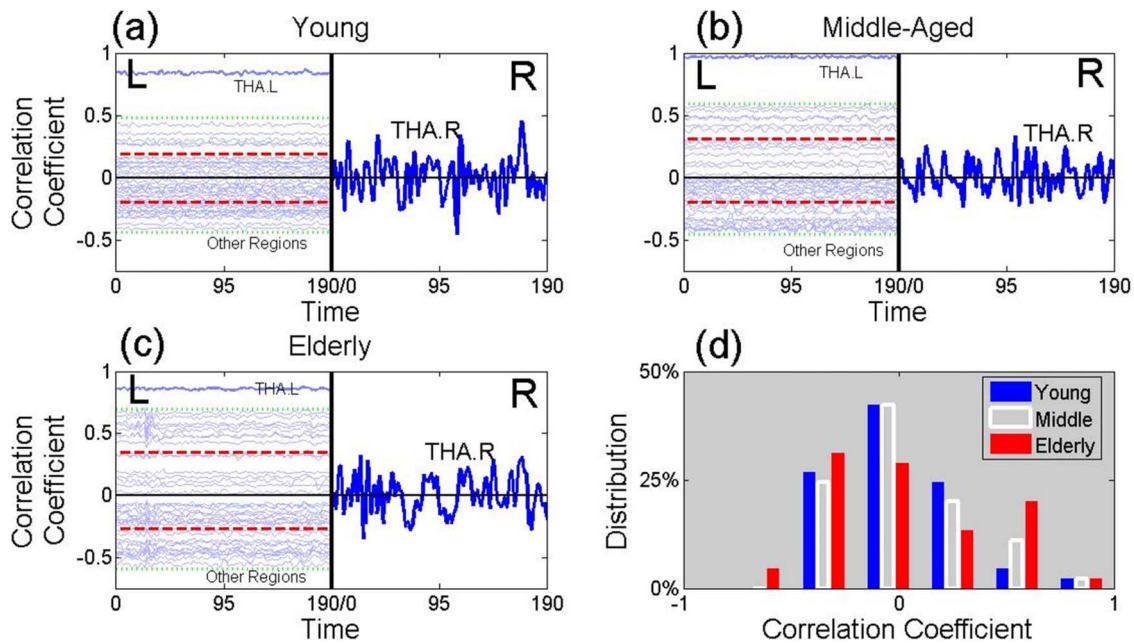 (a) Young
(b) Middle-Aged
Correlation
Coefficient
1
0.5
0
-0.5
L
THA.L
R
THA.R
Other Regions
0 95 190/0 95 190
Time
1
0.5
0
-0.5
L
THA.L
R
THA.R
Other Regions
0 95 190/0 95 190
Time
(c) Elderly
(d)
Correlation
Coefficient
1
0.5
0
-0.5
L
THA.L
R
THA.R
Other Regions
0 95 190/0 95 190
Time
Distribution
50%
25%
0%
Young
Middle
Elderly
-1 0 1
Correlation Coefficient